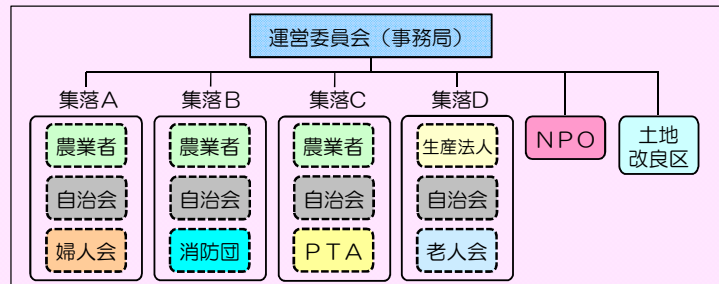 運営委員会（事務局）
集落A
集落B
集落C
集落D
農業者
自治会
婦人会
農業者
自治会
消防団
農業者
自治会
PTA
生産法人
自治会
老人会
NPO
土地
改良区